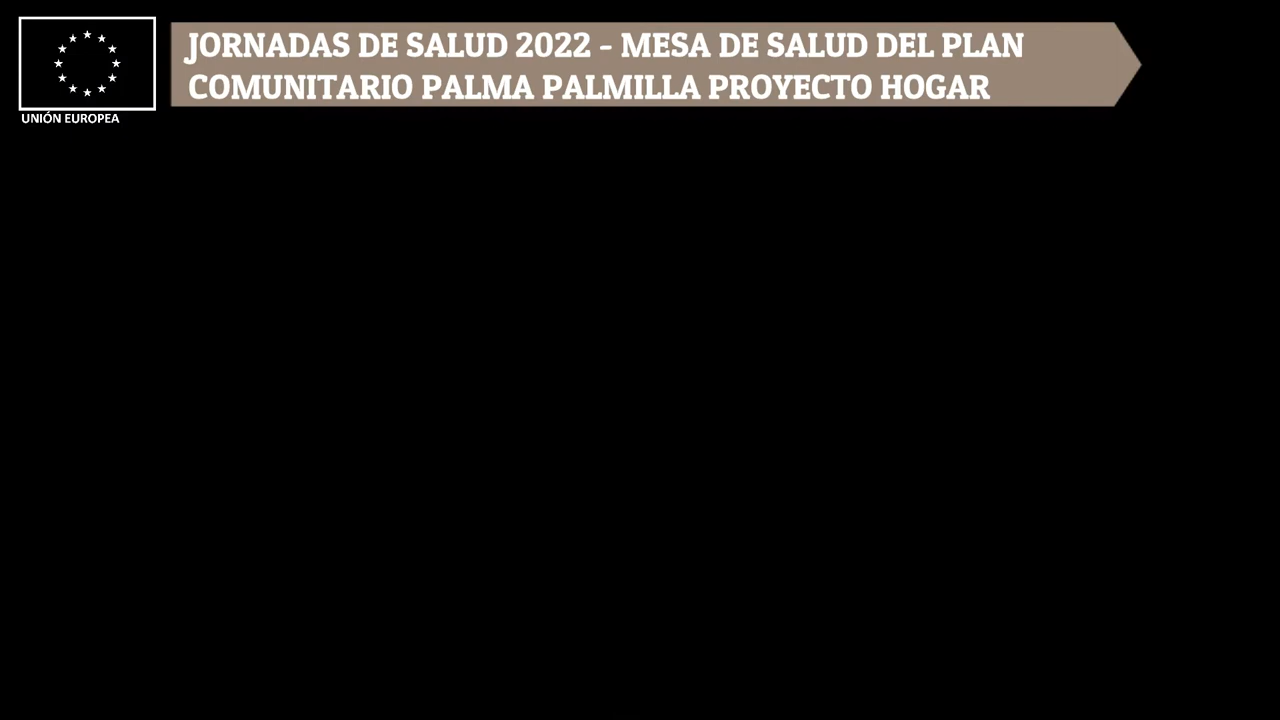 JORNADAS DE SALUD 2022 - MESA DE SALUD DEL PLAN
COMUNITARIO PALMA PALMILLA PROYECTO HOGAR
UNIÓN EUROPEA